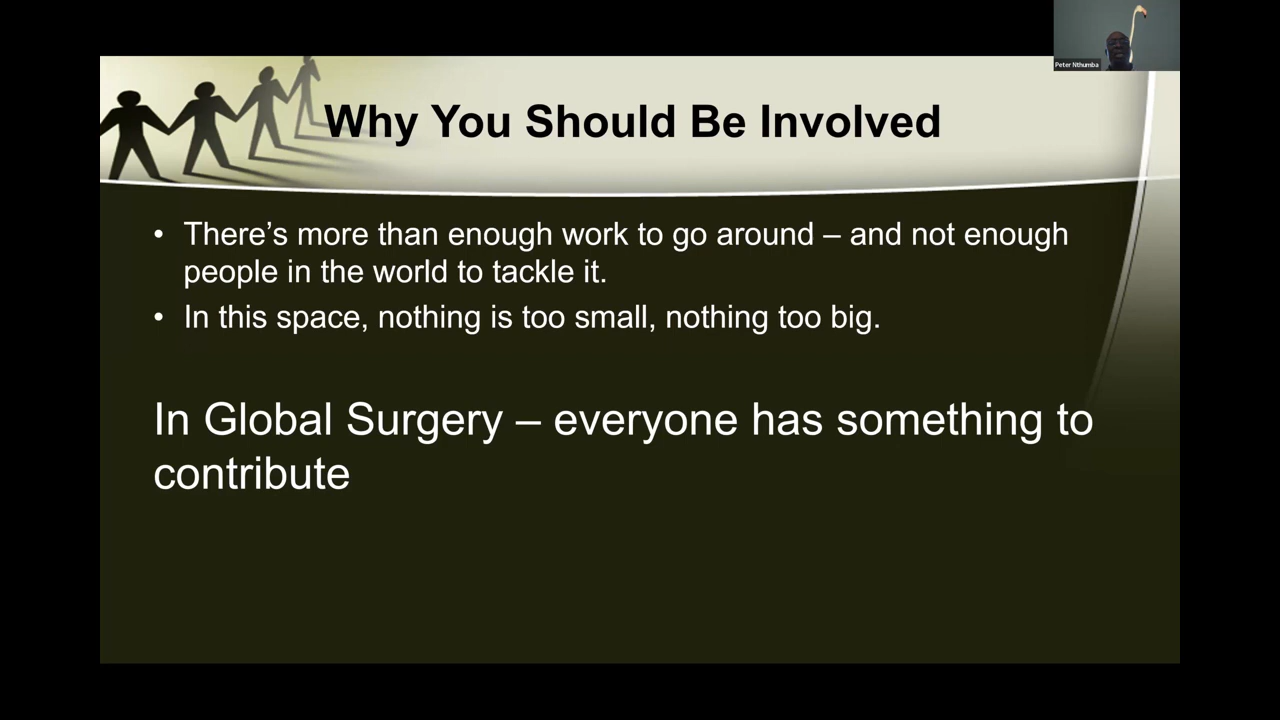 Peter Nthumba
Why You Should Be Involved
• There’s more than enough work to go around – and not enough
people in the world to tackle it.
• In this space, nothing is too small, nothing too big.
In Global Surgery – everyone has something to
contribute